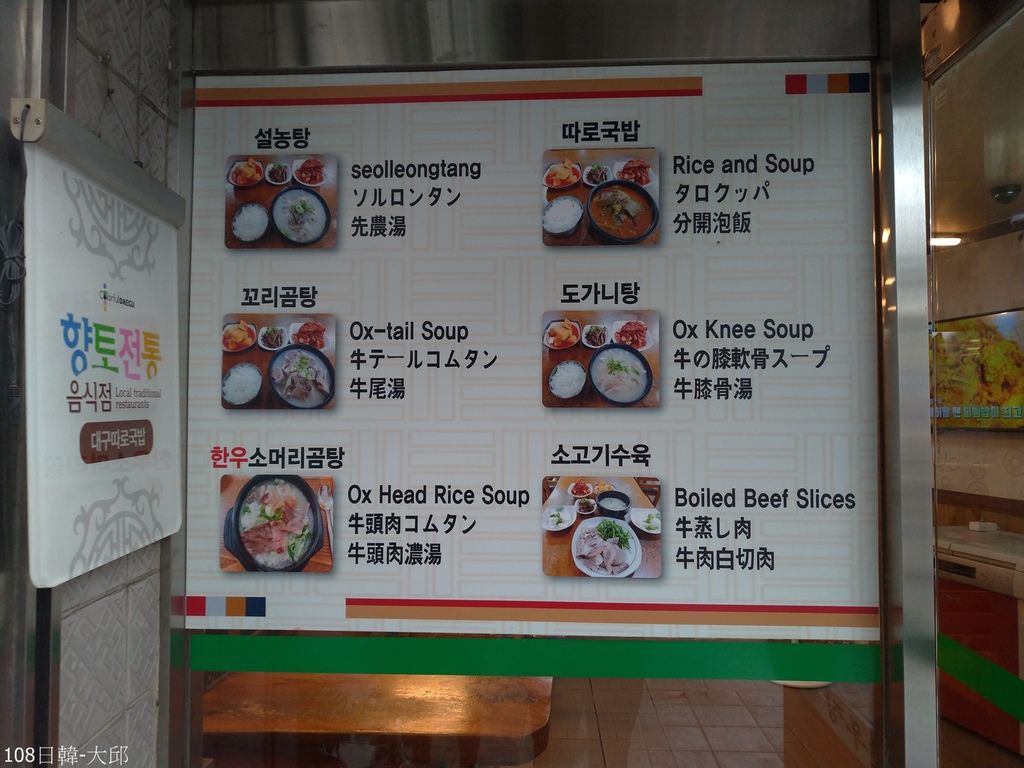 설농탕
seolleongtang
ソルロンタン
先農湯
따로국밥
Rice and Soup
タロクッパ
分開泡飯
꼬리곰탕
Ox-tail Soup
牛テールコムタン
牛尾湯
도가니탕
Ox Knee Soup
牛の膝軟骨スープ
牛膝骨湯
한우소머리곰탕
Ox Head Rice Soup
牛頭肉コムタン
牛頭肉濃湯
소고기수육
Boiled Beef Slices
牛蒸し肉
牛肉白切肉
Colorful DAEGU
향토전통
음식점 Local traditional
restaurants
대구따로국밥
108日韓-大邱